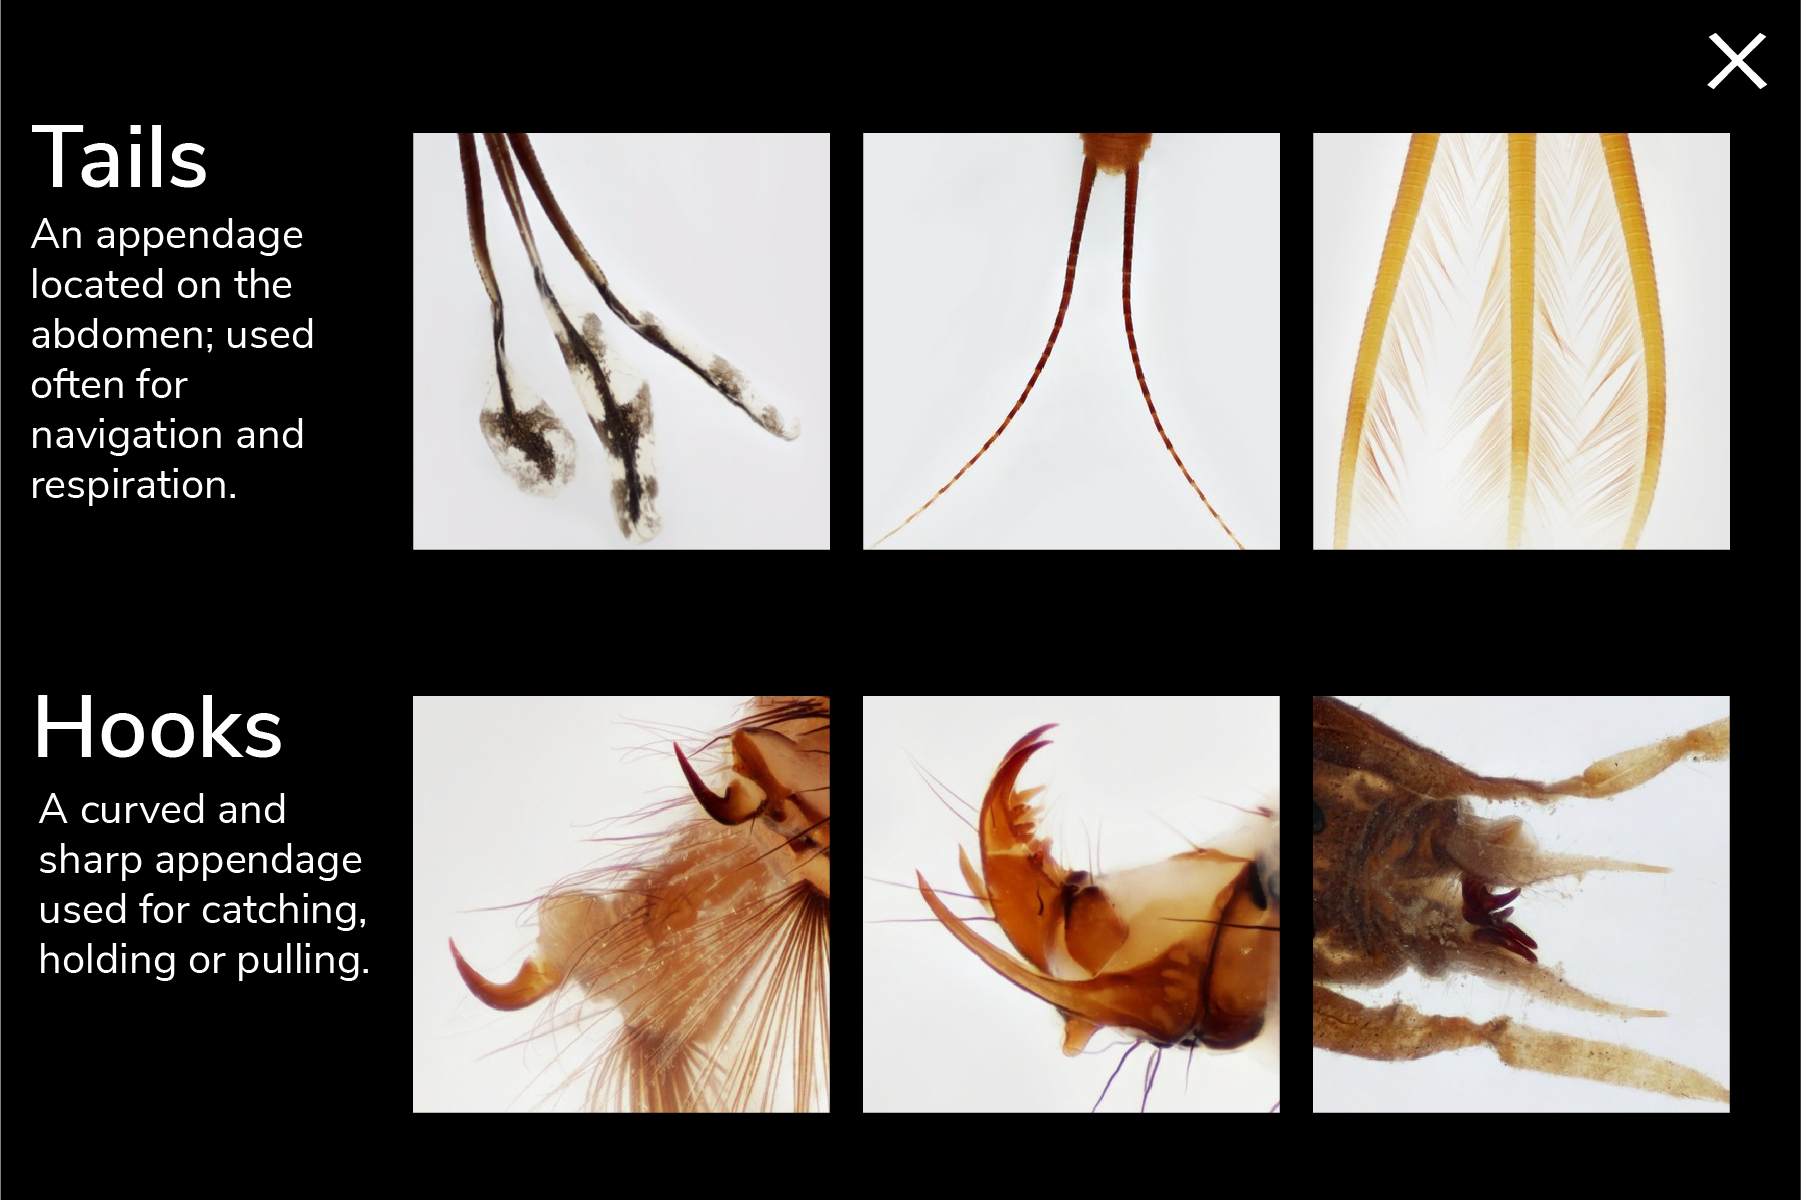 Tails
An appendage
located on the
abdomen; used
often for
navigation and
respiration.
Hooks
A curved and
sharp appendage
used for catching,
holding or pulling.